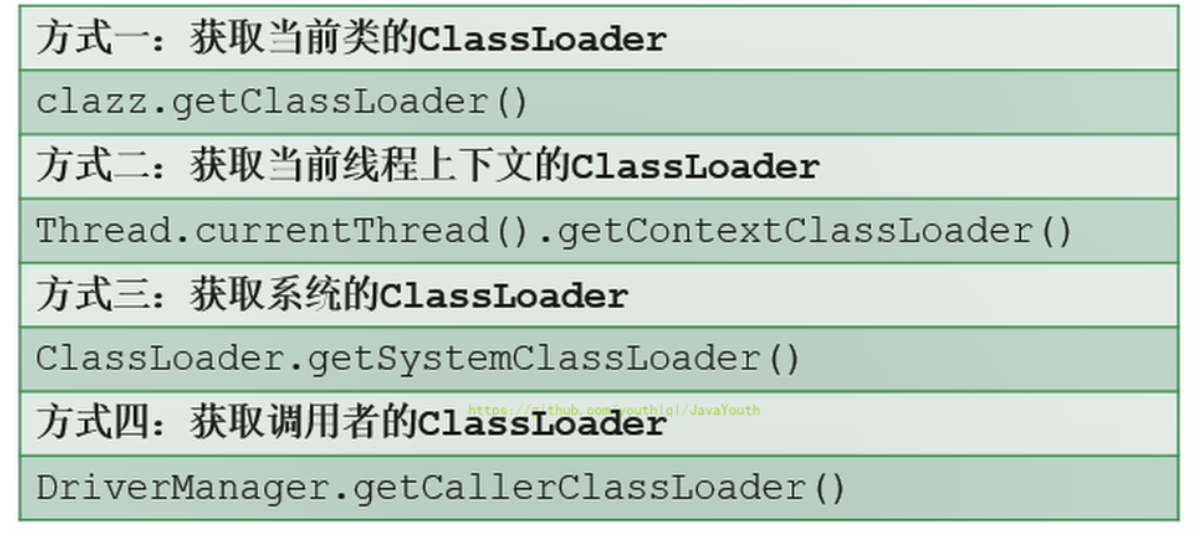 方式一：获取当前类的ClassLoader
clazz.getClassLoader()
方式二：获取当前线程上下文的ClassLoader
Thread.currentThread().getContextClassLoader()
方式三：获取系统的ClassLoader
ClassLoader.getSystemClassLoader()
https://github.com/youthlql/JavaYouth
方式四：获取调用者的ClassLoader
DriverManager.getCallerClassLoader()